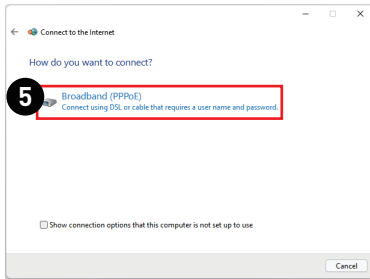 Connect to the Internet
How do you want to connect?
5
Broadband (PPPoE)
Connect using DSL or cable that requires a user name and password.
Show connection options that this computer is not set up to use
Cancel